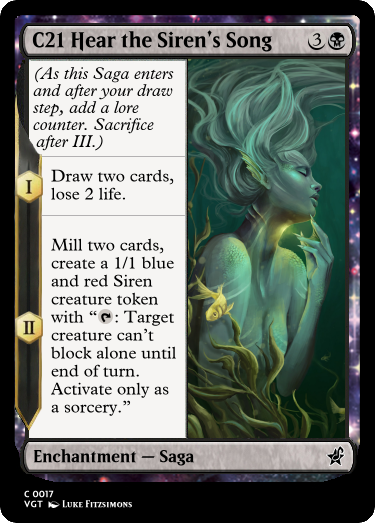 C21 Hear the Siren's Song 3
(As this Saga enters
and after your draw
step, add a lore
counter. Sacrifice
after III.)
I
Draw two cards,
lose 2 life.
II
Mill two cards,
create a 1/1 blue
and red Siren
creature token
with “: Target
creature can't
block alone until
end of turn.
Activate only as
a sorcery.”
Enchantment — Saga
C 0017
VGT Luke Fitzsimons